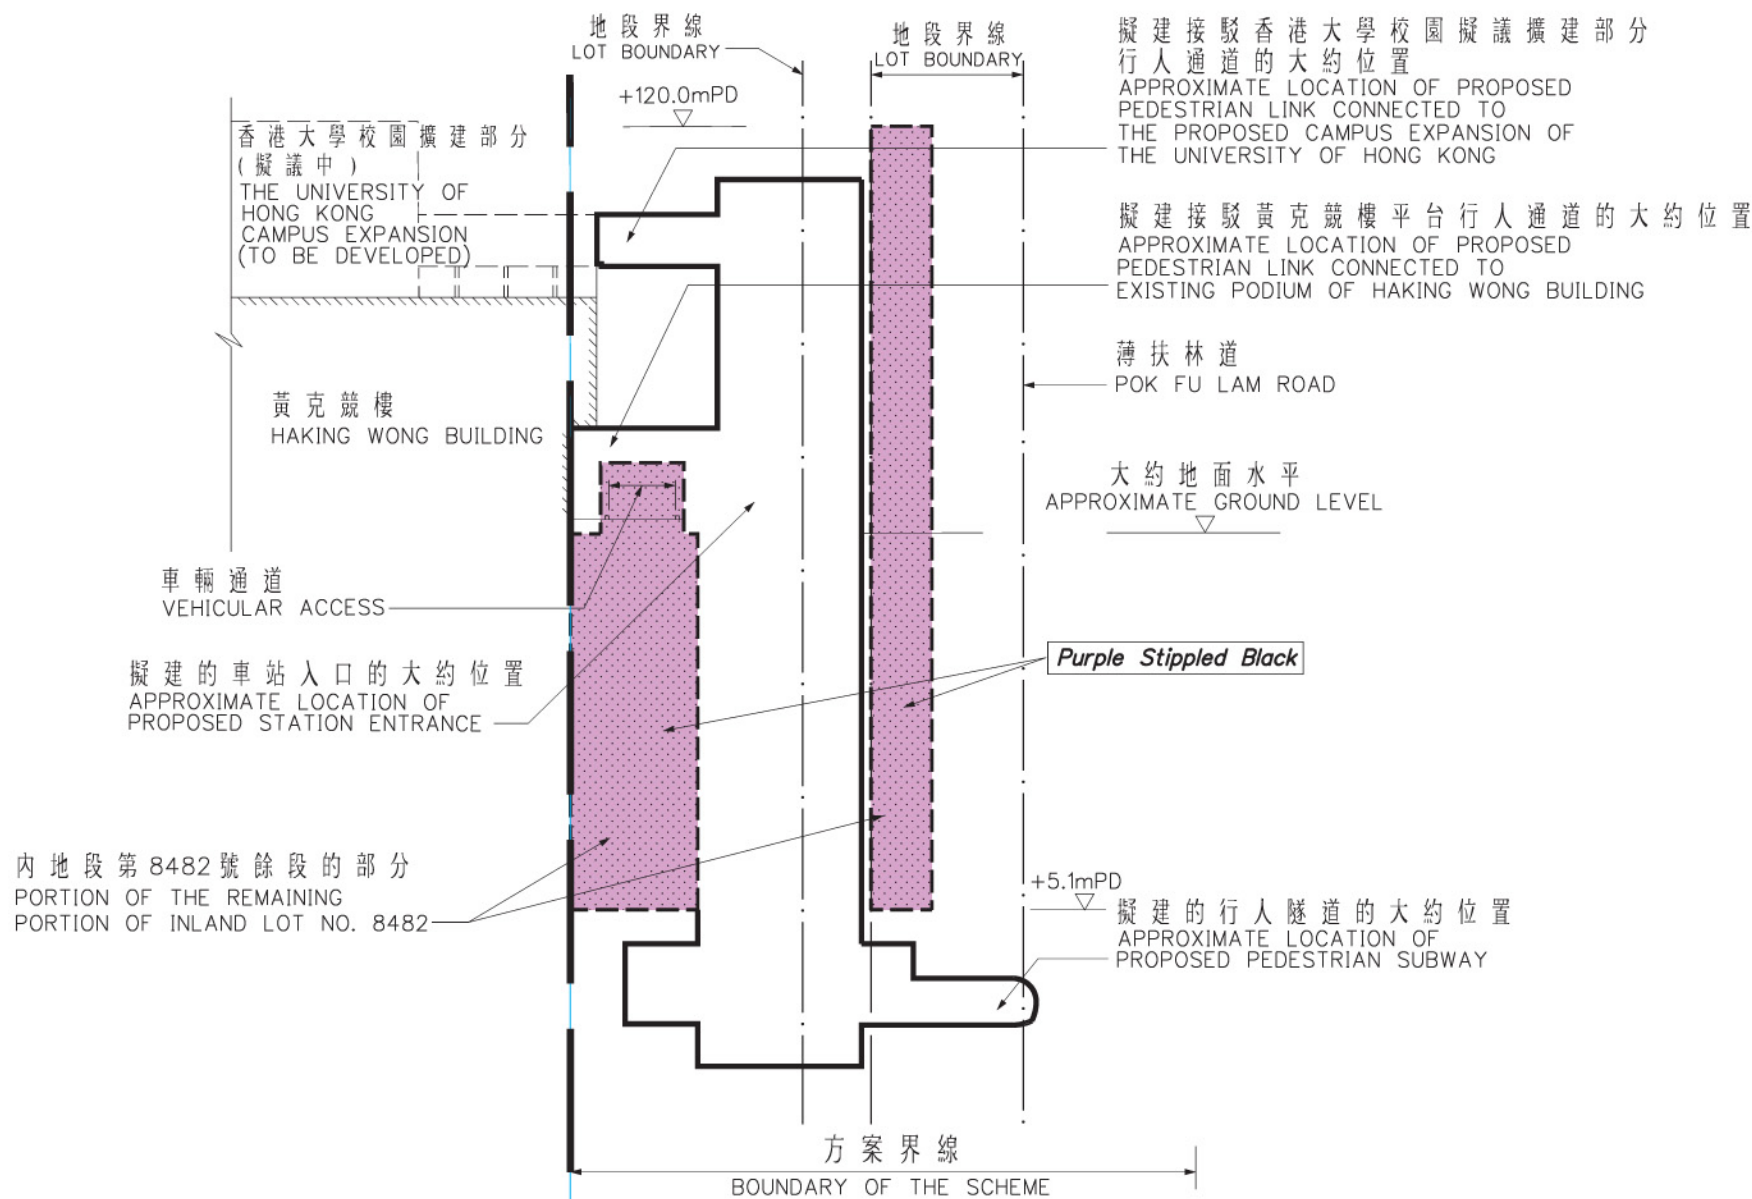 地段界線
LOT BOUNDARY
地段界線
LOT BOUNDARY
+120.0mPD
擬建接駁香港大學校園擬議擴建部分
行人通道的大約位置
APPROXIMATE LOCATION OF PROPOSED
PEDESTRIAN LINK CONNECTED TO
THE PROPOSED CAMPUS EXPANSION OF
THE UNIVERSITY OF HONG KONG
香港大學校園擴建部分
(擬議中)
THE UNIVERSITY OF
HONG KONG
CAMPUS EXPANSION
(TO BE DEVELOPED)
擬建接駁黃克競樓平台行人通道的大約位置
APPROXIMATE LOCATION OF PROPOSED
PEDESTRIAN LINK CONNECTED TO
EXISTING PODIUM OF HAKING WONG BUILDING
薄扶林道
POK FU LAM ROAD
黃克競樓
HAKING WONG BUILDING
大約地面水平
APPROXIMATE GROUND LEVEL
車輛通道
VEHICULAR ACCESS
擬建的車站入口的大約位置
APPROXIMATE LOCATION OF
PROPOSED STATION ENTRANCE
Purple Stippled Black
內地段第8482號餘段的部分
PORTION OF THE REMAINING
PORTION OF INLAND LOT NO. 8482
+5.1mPD
擬建的行人隧道的大約位置
APPROXIMATE LOCATION OF
PROPOSED PEDESTRIAN SUBWAY
方案界線
BOUNDARY OF THE SCHEME